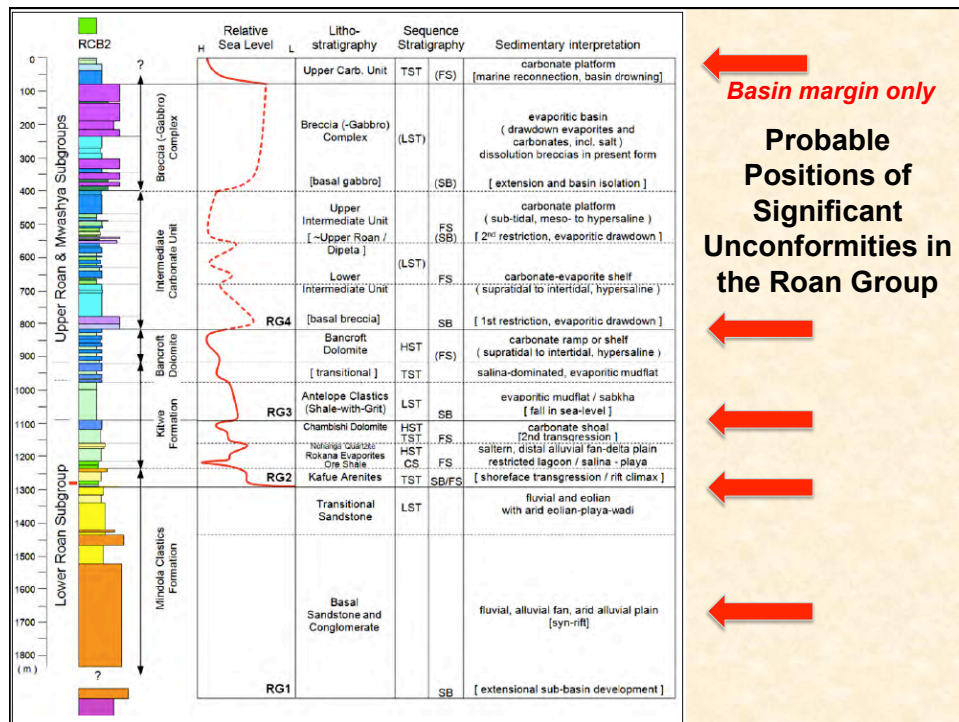 RCB2
Relative
Sea Level
H L
Litho-
stratigraphy
Sequence
Stratigraphy
Sedimentary interpretation
?
0
100
200
300
400
500
600
700
800
900
1000
1100
1200
1300
1400
1500
1600
1700
1800
( m )
?
Upper Roan & Mwashya Subgroups
Lower Roan Subgroup
Breccia (-Gabbro)
Complex
Intermediate
Carbonate Unit
Bancroft
Dolomite
Kitwe
Formation
Mindola Clastics
Formation
Upper Carb. Unit TST (FS) carbonate platform
[marine reconnection, basin drowning]
Breccia (-Gabbro)
Complex
(LST)
evaporitic basin
( drawdown evaporites and
carbonates, incl. salt )
dissolution breccias in present form
[basal gabbro] (SB) [ extension and basin isolation ]
Upper
Intermediate Unit
FS
carbonate platform
( sub-tidal, meso- to hypersaline )
[ ~Upper Roan /
Dipeta ]
(SB) [ 2nd restriction, evaporitic drawdown ]
(LST)
Lower
Intermediate Unit
FS
carbonate-evaporite shelf
( supratidal to intertidal, hypersaline )
RG4 [basal breccia] SB [ 1st restriction, evaporitic drawdown ]
Bancroft
Dolomite
HST
(FS)
carbonate ramp or shelf
( supratidal to intertidal, hypersaline )
[ transitional ] TST salina-dominated, evaporitic mudflat
Antelope Clastics
(Shale-with-Grit)
LST
evaporitic mudflat / sabkha
[ fall in sea-level ]
RG3 SB
Chambishi Dolomite HST carbonate shoal
TST FS [2nd transgression ]
Nchanga Quartzite
Rokana Evaporites
Ore Shale
HST
CS FS
saltern, distal alluvial fan-delta plain
restricted lagoon / salina - playa
RG2 Kafue Arenites TST SB/FS [ shoreface transgression / rift climax ]
Transitional
Sandstone
LST
fluvial and eolian
with arid eolian-playa-wadi
Basal
Sandstone and
Conglomerate
fluvial, alluvial fan, arid alluvial plain
[syn-rift]
RG1 SB [ extensional sub-basin development ]
Basin margin only
Probable
Positions of
Significant
Unconformities in
the Roan Group